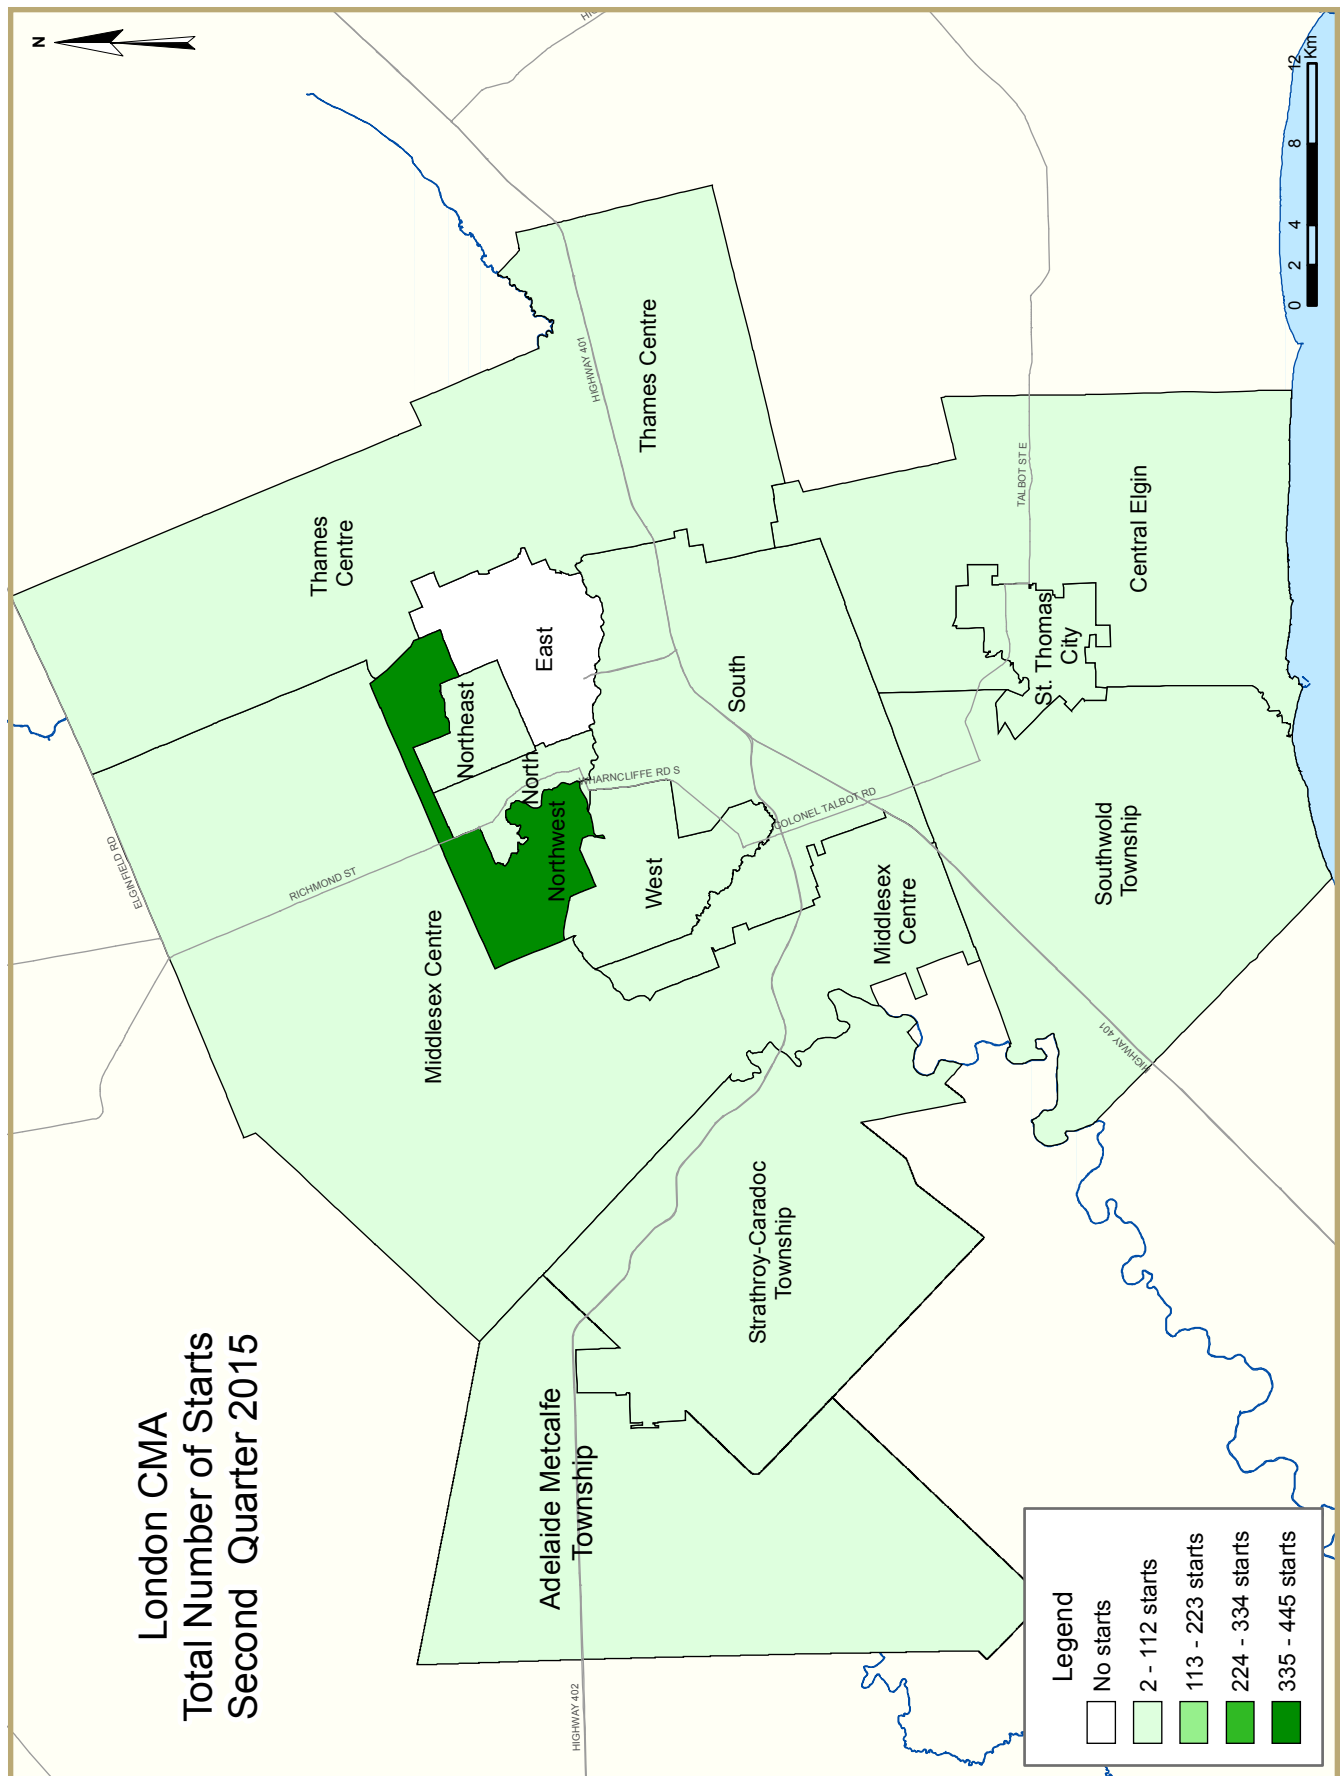 London CMA
Total Number of Starts
Second Quarter 2015
N
ELGINFIELD RD
RICHMOND ST
Thames
Centre
Middlesex Centre
Northeast
North
East
Northwest
WHARNCLIFFE RD S
West
South
HIGHWAY 401
Thames Centre
HIGHWAY 402
Adelaide Metcalfe
Township
Strathroy-Caradoc
Township
Middlesex
Centre
COLONEL TALBOT RD
TALBOT ST E
St. Thomas
City
Central Elgin
Southwold
Township
HIGHWAY 401
Legend
No starts
2 - 112 starts
113 - 223 starts
224 - 334 starts
335 - 445 starts
0 2 4 8 12
Km